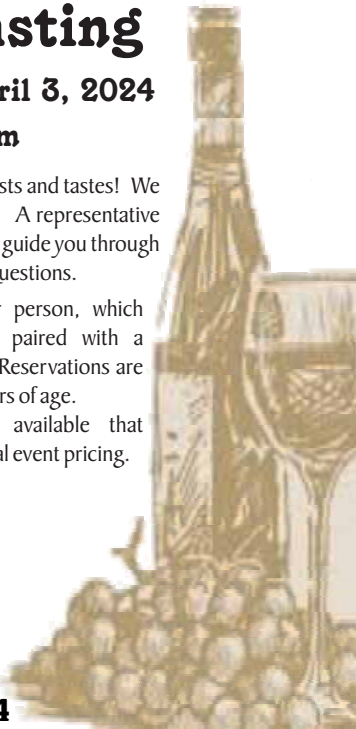 asting
ril 3, 2024
m
sts and tastes! We
A representative
guide you through
uestions.
r person, which
paired with a
Reservations are
rs of age.
available that
al event pricing.
4